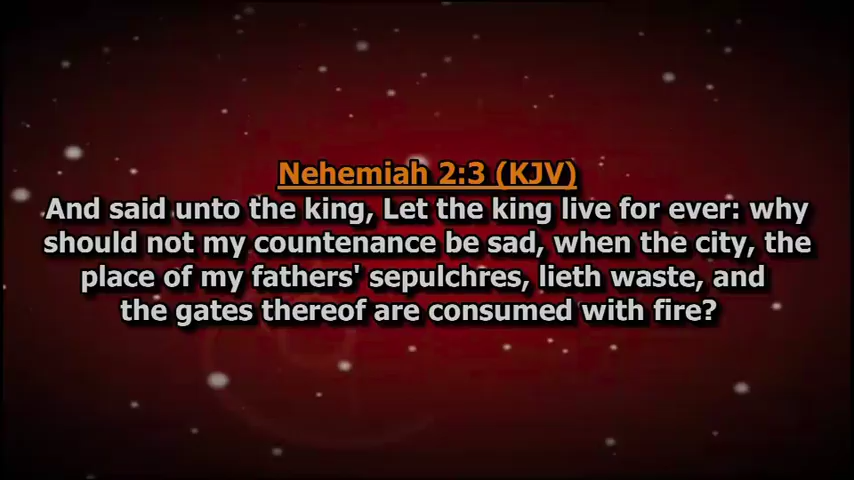 Nehemiah 2:3 (KJV)
And said unto the king, Let the king live for ever: why
should not my countenance be sad, when the city, the
place of my fathers' sepulchres, lieth waste, and
the gates thereof are consumed with fire?